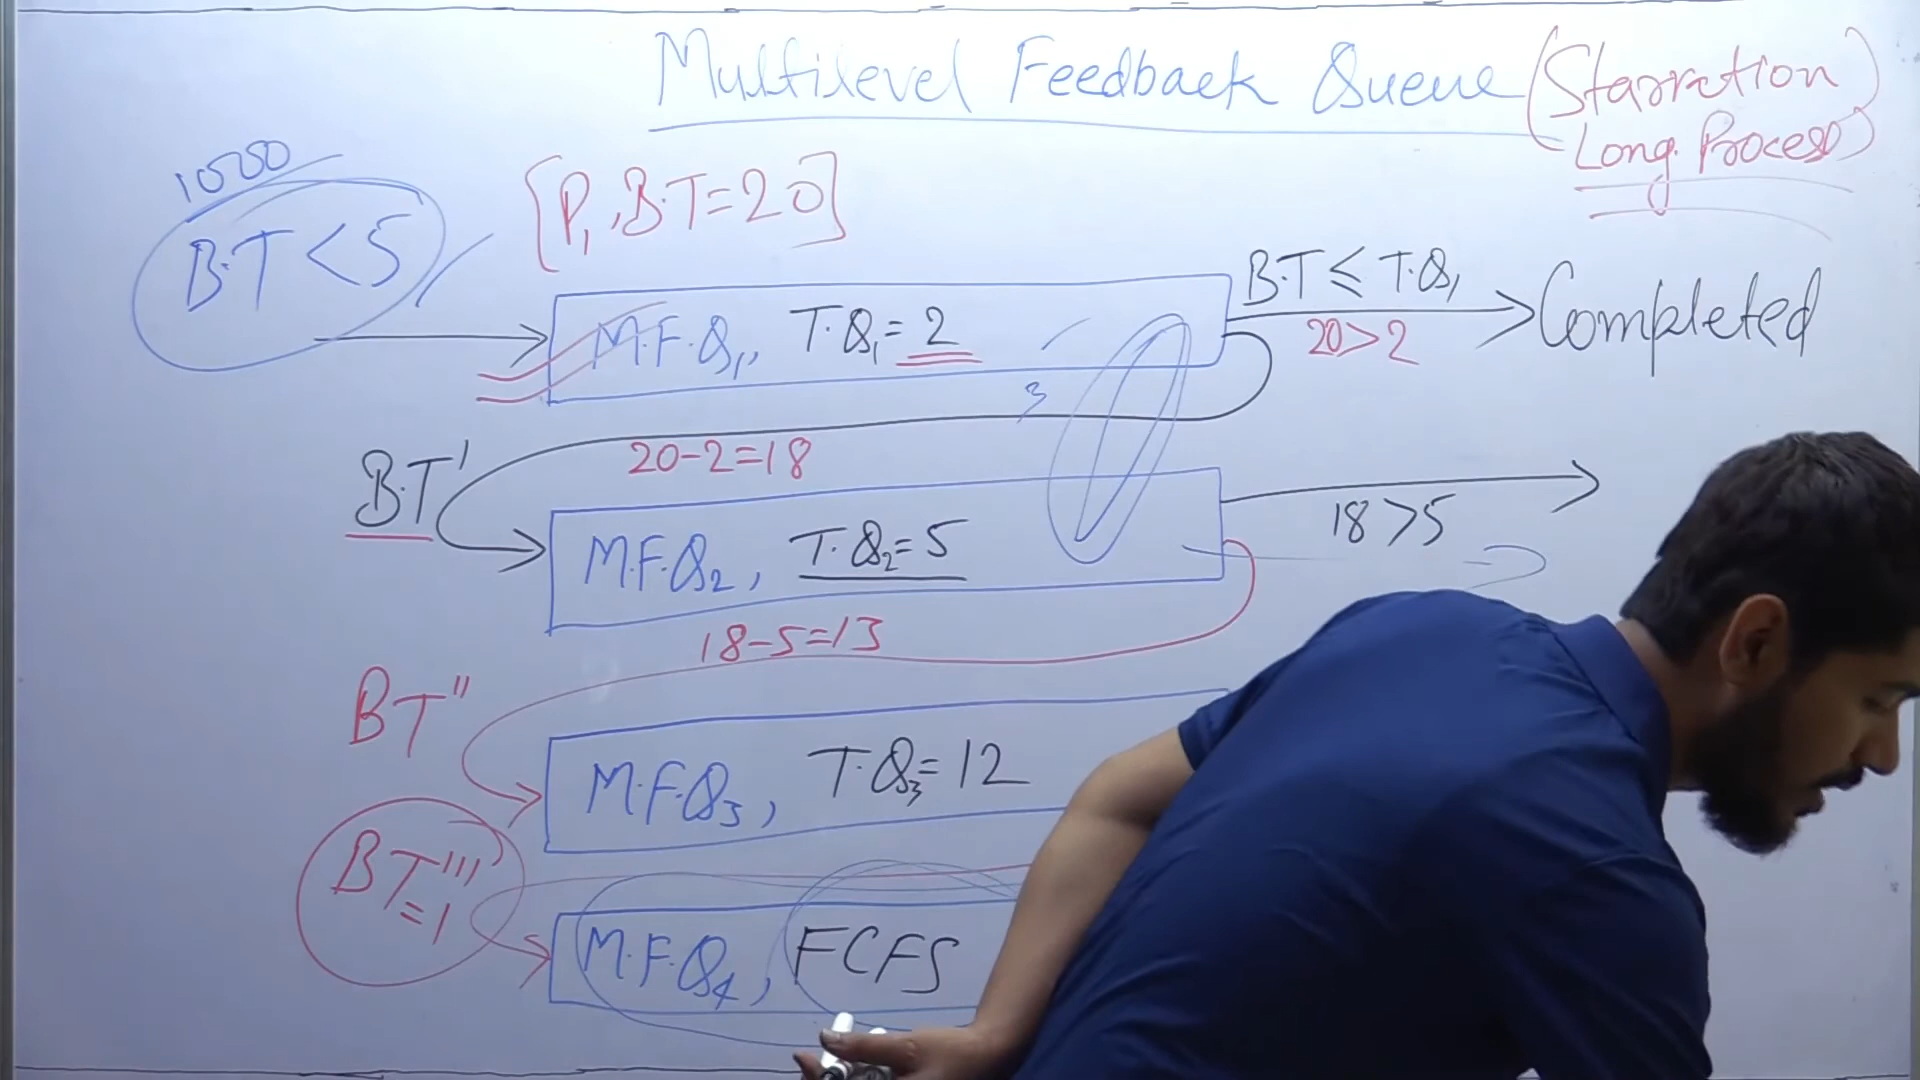 Multilevel Feedback Queue (Starvation
Long Process)
1000
B.T < 5
[P1, B.T = 20]
M.F.Q1, T.Q1 = 2
B.T ≤ T.Q1
20 > 2
Completed
3
20-2=18
B.T'
M.F.Q2, T.Q2 = 5
18 > 5
18-5=13
BT''
M.F.Q3, T.Q3 = 12
BT'''
=1
M.F.Q4, FCFS